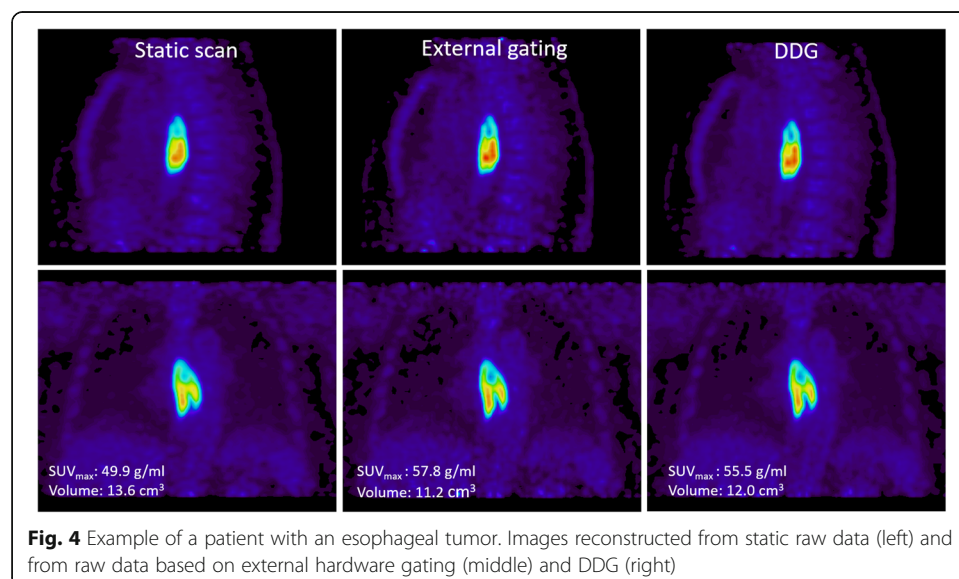 Static scan
External gating
DDG
SUVmax: 49.9 g/ml
Volume: 13.6 cm³
SUVmax: 57.8 g/ml
Volume: 11.2 cm³
SUVmax: 55.5 g/ml
Volume: 12.0 cm³
Fig. 4 Example of a patient with an esophageal tumor. Images reconstructed from static raw data (left) and
from raw data based on external hardware gating (middle) and DDG (right)